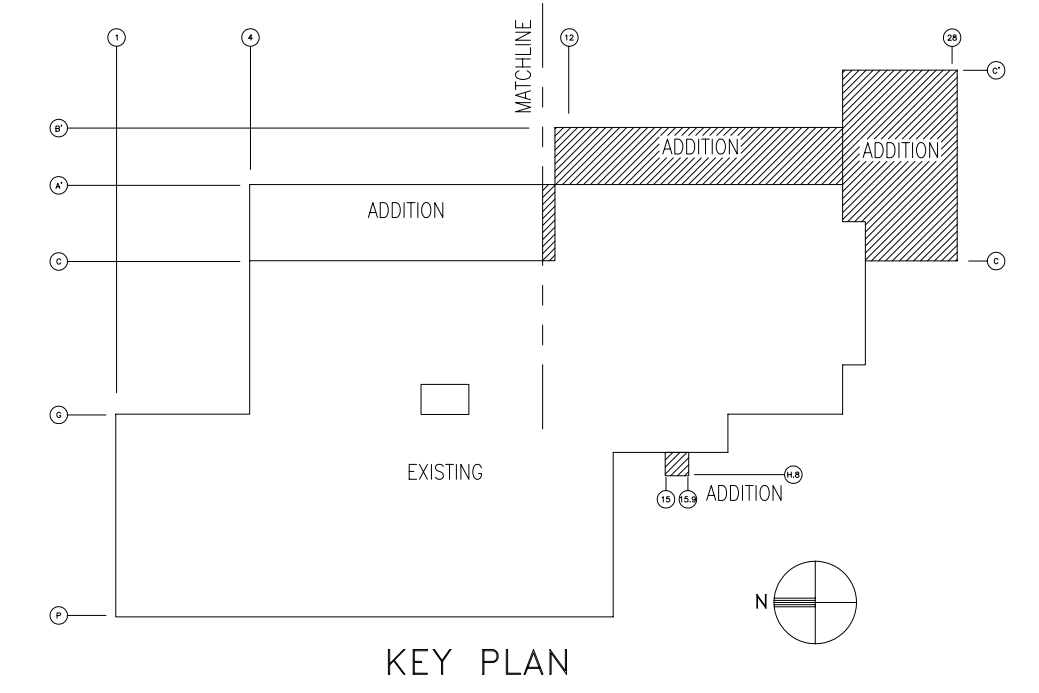 MATCHLINE
1
4
12
28
C"
B'
ADDITION
ADDITION
A'
ADDITION
C
C
G
EXISTING
H.8
15
15.9
ADDITION
N
P
KEY PLAN